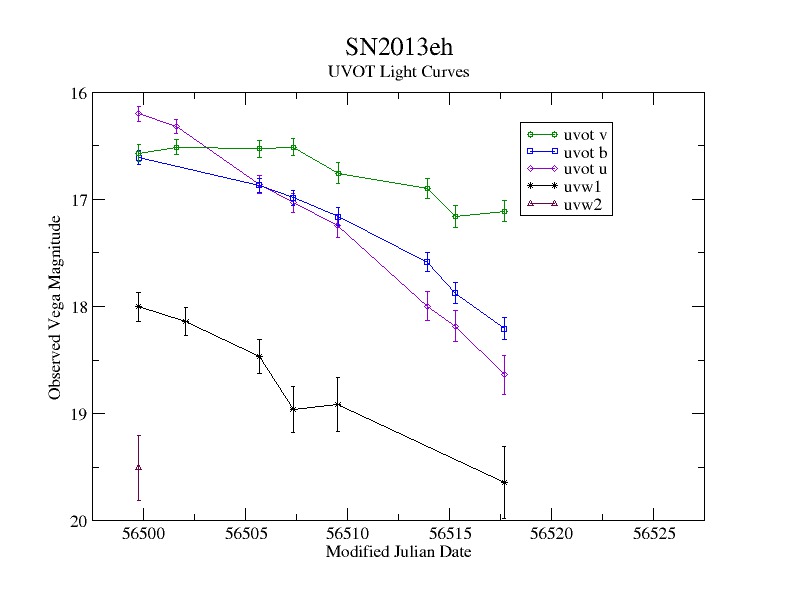 SN2013eh
UVOT Light Curves
16
17
18
19
20
Observed Vega Magnitude
uvot v
uvot b
uvot u
uvw1
uvw2
56500 56505 56510 56515 56520 56525
Modified Julian Date